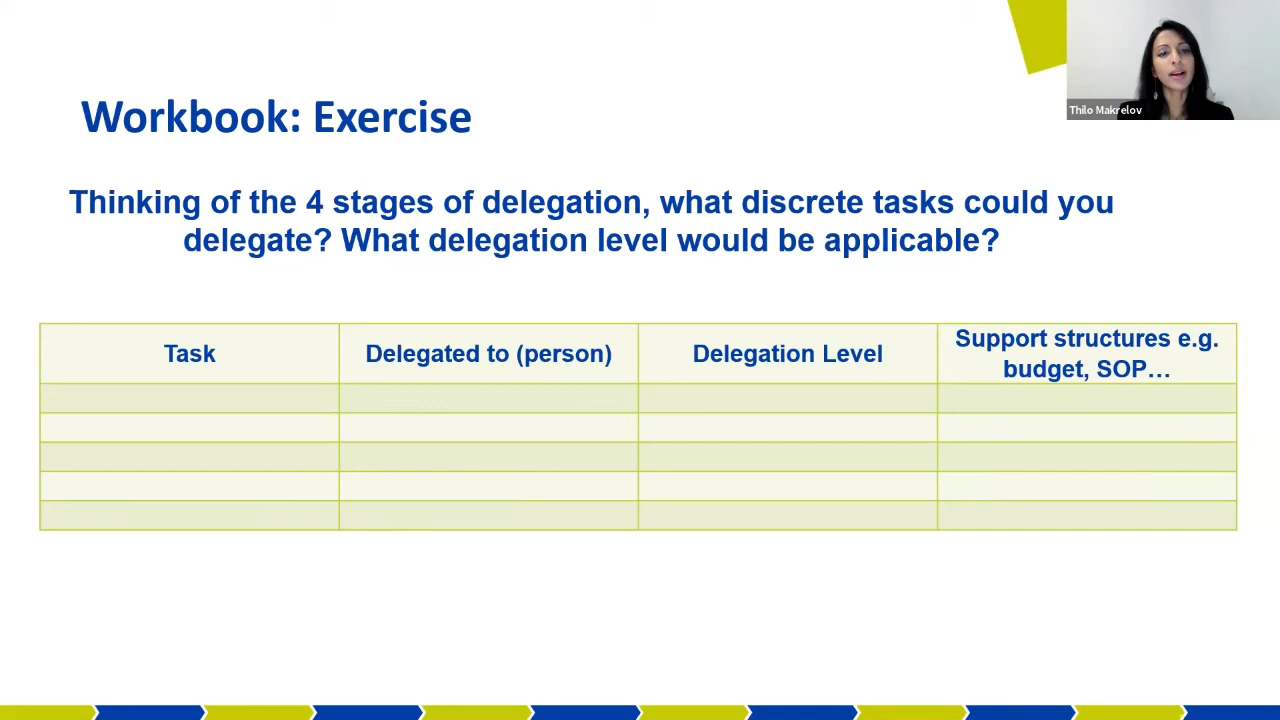 Thilo Makrelov
Workbook: Exercise
Thinking of the 4 stages of delegation, what discrete tasks could you
delegate? What delegation level would be applicable?
Task
Delegated to (person)
Delegation Level
Support structures e.g.
budget, SOP…